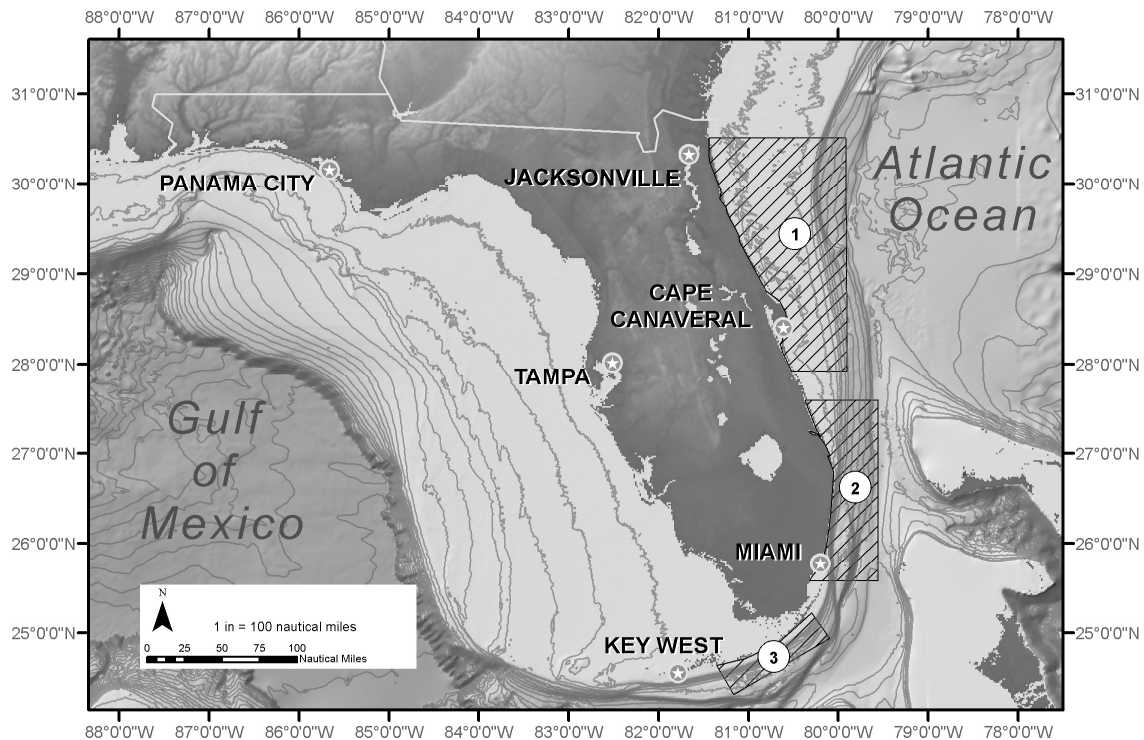 88°0'0"W 87°0'0"W 86°0'0"W 85°0'0"W 84°0'0"W 83°0'0"W 82°0'0"W 81°0'0"W 80°0'0"W 79°0'0"W 78°0'0"W
31°0'0"N 31°0'0"N
30°0'0"N 30°0'0"N
29°0'0"N 29°0'0"N
28°0'0"N 28°0'0"N
27°0'0"N 27°0'0"N
26°0'0"N 26°0'0"N
25°0'0"N 25°0'0"N
PANAMA CITY
JACKSONVILLE
Atlantic
Ocean
1
CAPE
CANAVERAL
TAMPA
Gulf
of
Mexico
2
MIAMI
KEY WEST
3
N
1 in = 100 nautical miles
0 25 50 75 100
Nautical Miles
88°0'0"W 87°0'0"W 86°0'0"W 85°0'0"W 84°0'0"W 83°0'0"W 82°0'0"W 81°0'0"W 80°0'0"W 79°0'0"W 78°0'0"W